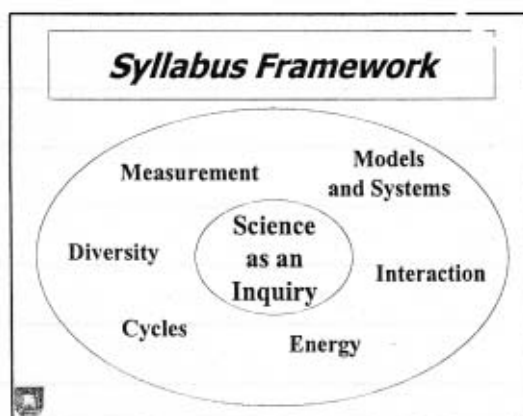 Syllabus Framework
Measurement
Models
and Systems
Diversity
Science
as an
Inquiry
Interaction
Cycles
Energy